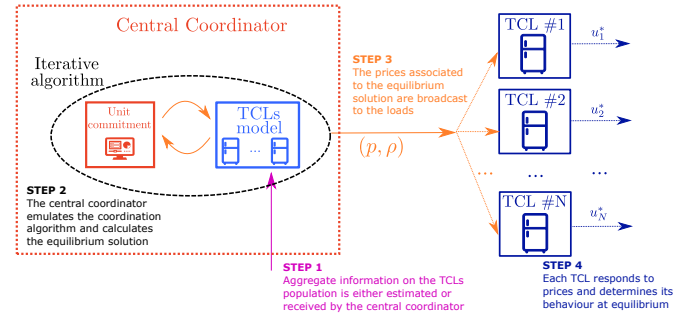 Central Coordinator
Iterative
algorithm
Unit
commitment
TCLs
model
...
STEP 2
The central coordinator
emulates the coordination
algorithm and calculates
the equilibrium solution
STEP 1
Aggregate information on the TCLs
population is either estimated or
received by the central coordinator
STEP 3
The prices associated
to the equilibrium
solution are broadcast
to the loads
(p, ρ)
TCL #1
u₁*
TCL #2
u₂*
... ... ...
TCL #N
u_N*
STEP 4
Each TCL responds to
prices and determines its
behaviour at equilibrium